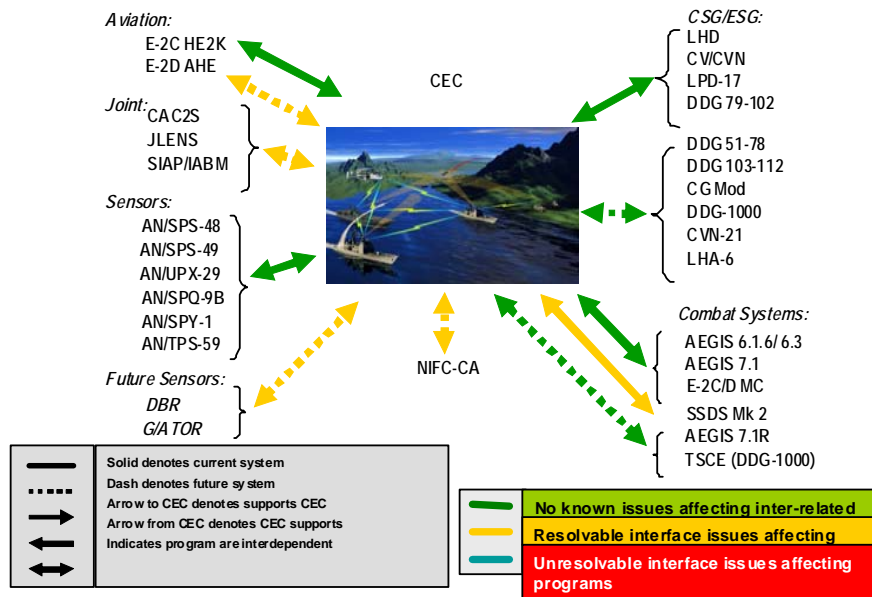 Aviation:
E-2C HE2K
E-2D AHE
Joint:
CAC2S
JLENS
SIAP/IABM
Sensors:
AN/SPS-48
AN/SPS-49
AN/UPX-29
AN/SPQ-9B
AN/SPY-1
AN/TPS-59
Future Sensors:
DBR
G/ATOR
CEC
NIFC-CA
CSG/ESG:
LHD
CV/CVN
LPD-17
DDG 79-102
DDG 51-78
DDG 103-112
CG Mod
DDG-1000
CVN-21
LHA-6
Combat Systems:
AEGIS 6.1.6/ 6.3
AEGIS 7.1
E-2C/D MC
SSDS Mk 2
AEGIS 7.1R
TSCE (DDG-1000)
Solid denotes current system
Dash denotes future system
Arrow to CEC denotes supports CEC
Arrow from CEC denotes CEC supports
Indicates program are interdependent
No known issues affecting inter-related
Resolvable interface issues affecting
Unresolvable interface issues affecting
programs